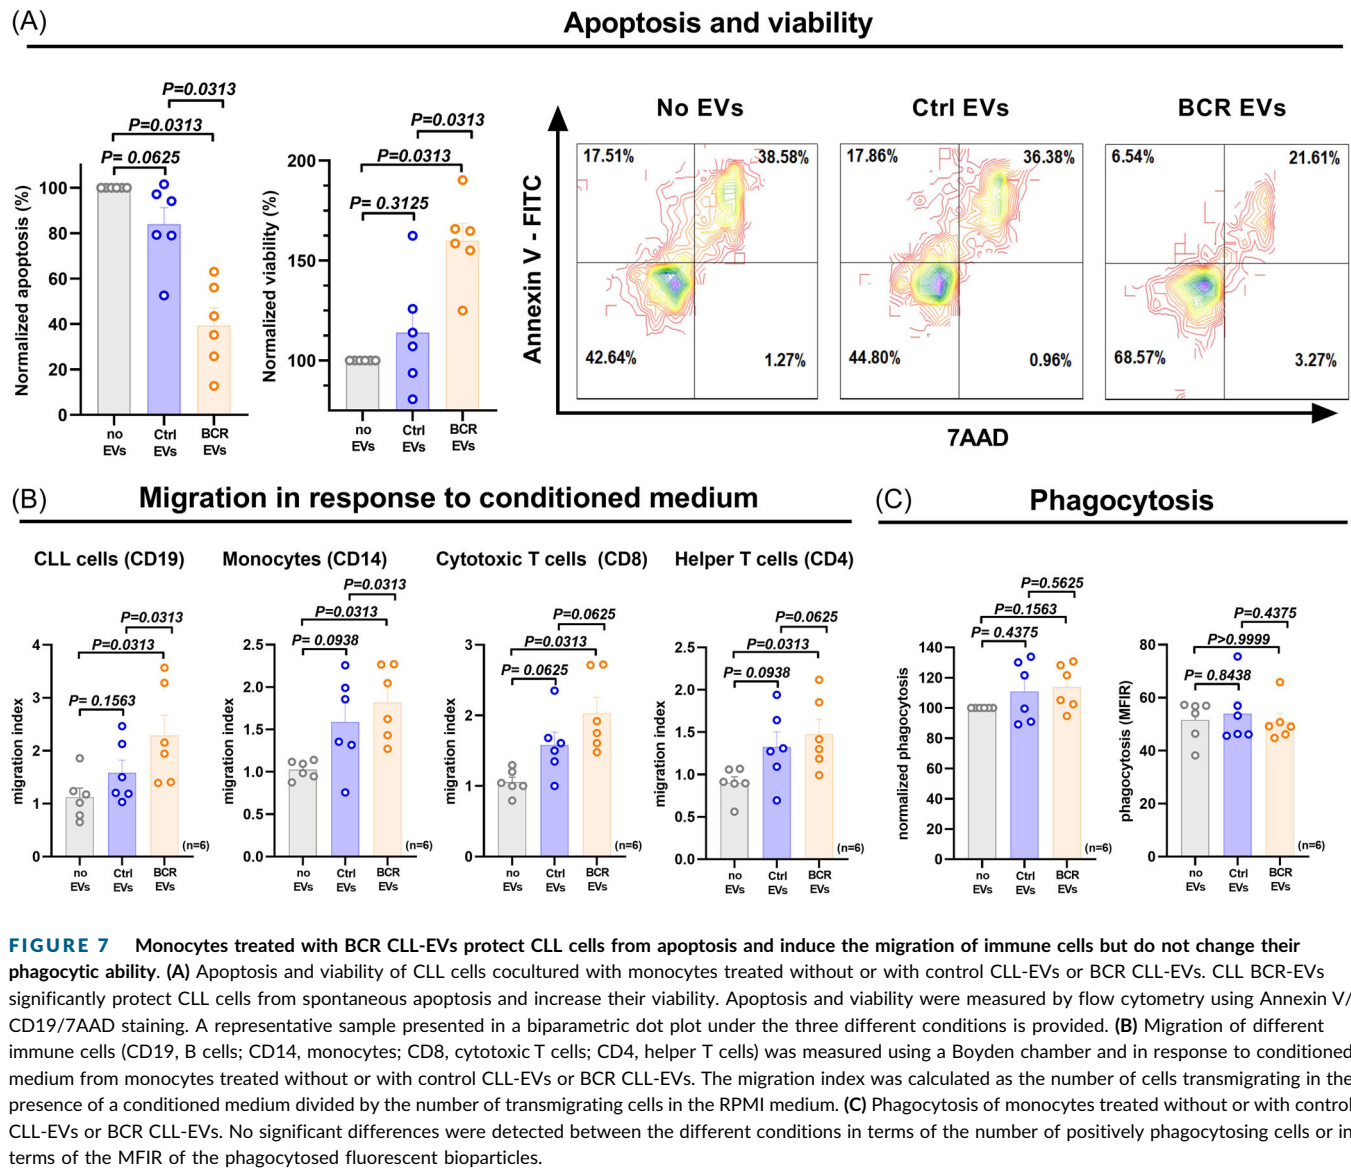 (A)
Apoptosis and viability
P=0.0313
P=0.0313
P= 0.0625
Normalized apoptosis (%)
100
80
60
40
20
0
no EVs
Ctrl EVs
BCR EVs
P=0.0313
P=0.0313
P= 0.3125
Normalized viability (%)
200
150
100
no EVs
Ctrl EVs
BCR EVs
No EVs
Ctrl EVs
BCR EVs
Annexin V - FITC
17.51%
38.58%
42.64%
1.27%
17.86%
36.38%
44.80%
0.96%
6.54%
21.61%
68.57%
3.27%
7AAD
(B)
Migration in response to conditioned medium
CLL cells (CD19)
P=0.0313
P=0.0313
P= 0.1563
migration index
4
3
2
1
0
(n=6)
no EVs
Ctrl EVs
BCR EVs
Monocytes (CD14)
P=0.0313
P=0.0313
P= 0.0938
migration index
2.5
2.0
1.5
1.0
0.5
0.0
(n=6)
no EVs
Ctrl EVs
BCR EVs
Cytotoxic T cells (CD8)
P=0.0625
P=0.0313
P= 0.0625
migration index
3
2
1
0
(n=6)
no EVs
Ctrl EVs
BCR EVs
Helper T cells (CD4)
P=0.0625
P=0.0313
P= 0.0938
migration index
2.5
2.0
1.5
1.0
0.5
0.0
(n=6)
no EVs
Ctrl EVs
BCR EVs
(C)
Phagocytosis
P=0.5625
P=0.1563
P= 0.4375
normalized phagocytosis
140
120
100
80
60
40
20
0
(n=6)
no EVs
Ctrl EVs
BCR EVs
P=0.4375
P>0.9999
P= 0.8438
phagocytosis (MFIR)
80
60
40
20
0
(n=6)
no EVs
Ctrl EVs
BCR EVs
FIGURE 7 Monocytes treated with BCR CLL-EVs protect CLL cells from apoptosis and induce the migration of immune cells but do not change their
phagocytic ability. (A) Apoptosis and viability of CLL cells cocultured with monocytes treated without or with control CLL-EVs or BCR CLL-EVs. CLL BCR-EVs
significantly protect CLL cells from spontaneous apoptosis and increase their viability. Apoptosis and viability were measured by flow cytometry using Annexin V/
CD19/7AAD staining. A representative sample presented in a biparametric dot plot under the three different conditions is provided. (B) Migration of different
immune cells (CD19, B cells; CD14, monocytes; CD8, cytotoxic T cells; CD4, helper T cells) was measured using a Boyden chamber and in response to conditioned
medium from monocytes treated without or with control CLL-EVs or BCR CLL-EVs. The migration index was calculated as the number of cells transmigrating in the
presence of a conditioned medium divided by the number of transmigrating cells in the RPMI medium. (C) Phagocytosis of monocytes treated without or with control
CLL-EVs or BCR CLL-EVs. No significant differences were detected between the different conditions in terms of the number of positively phagocytosing cells or in
terms of the MFIR of the phagocytosed fluorescent bioparticles.